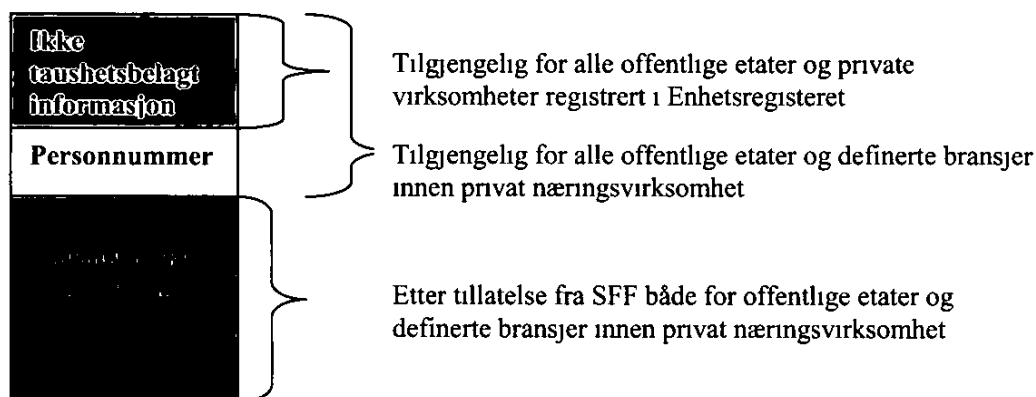 Ikke
taushetsbelagt
informasjon
Tilgjengelig for alle offentlige etater og private
virksomheter registrert i Enhetsregisteret
Personnummer
Tilgjengelig for alle offentlige etater og definerte bransjer
innen privat næringsvirksomhet
Etter tillatelse fra SFF både for offentlige etater og
definerte bransjer innen privat næringsvirksomhet